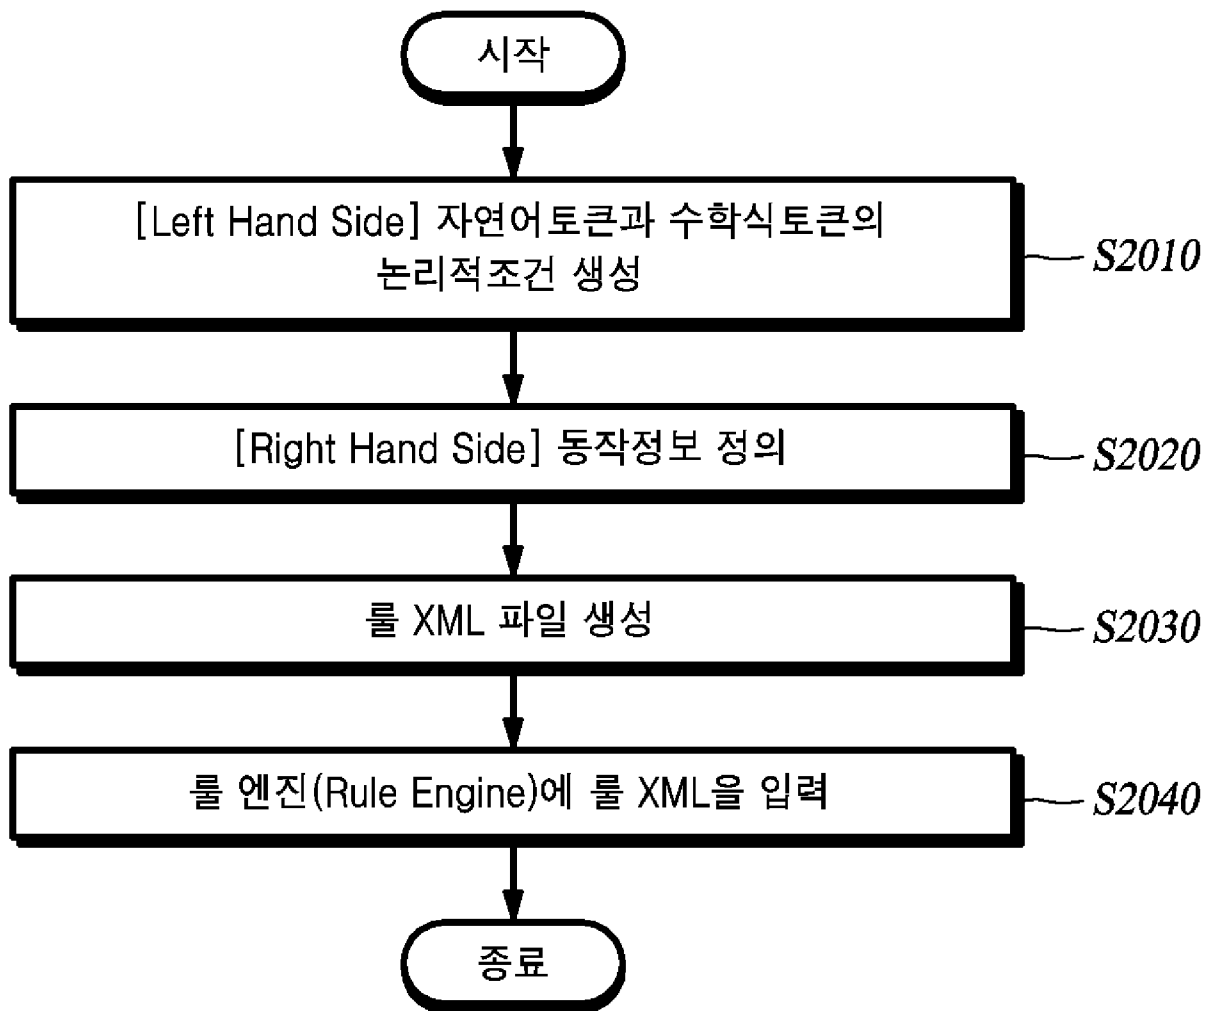 시작
[Left Hand Side] 자연어토큰과 수학식토큰의
논리적조건 생성
S2010
[Right Hand Side] 동작정보 정의
S2020
룰 XML 파일 생성
S2030
룰 엔진(Rule Engine)에 룰 XML을 입력
S2040
종료